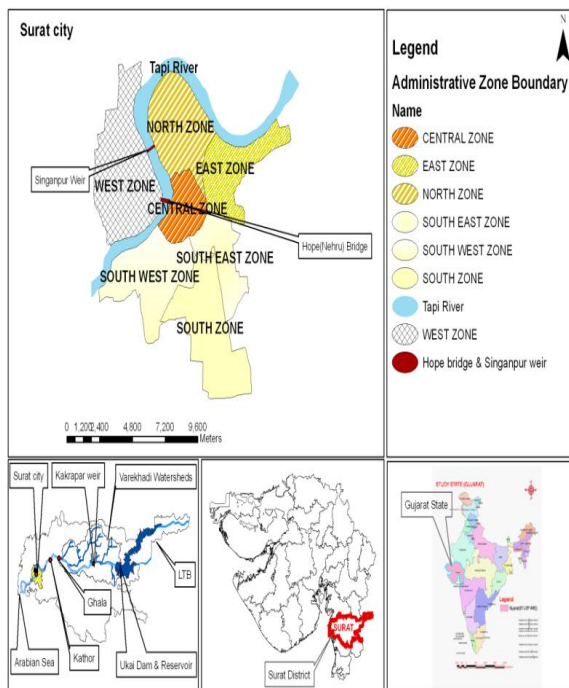 Surat city
Tapi River
NORTH ZONE
EAST ZONE
Singanpur Weir
WEST ZONE
CENTRAL ZONE
Hope(Nehru) Bridge
SOUTH EAST ZONE
SOUTH WEST ZONE
SOUTH ZONE
0 1,200 2,400 4,800 7,200 9,600
Meters
N
Legend
Administrative Zone Boundary
Name
CENTRAL ZONE
EAST ZONE
NORTH ZONE
SOUTH EAST ZONE
SOUTH WEST ZONE
SOUTH ZONE
Tapi River
WEST ZONE
Hope bridge & Singanpur weir
Surat city
Kakrapar weir
Varekhadi Watersheds
LTB
Ghala
Arabian Sea
Kathor
Ukai Dam & Reservoir
SURAT
Surat District
STUDY STATE (GUJARAT)
Gujarat State
Legend